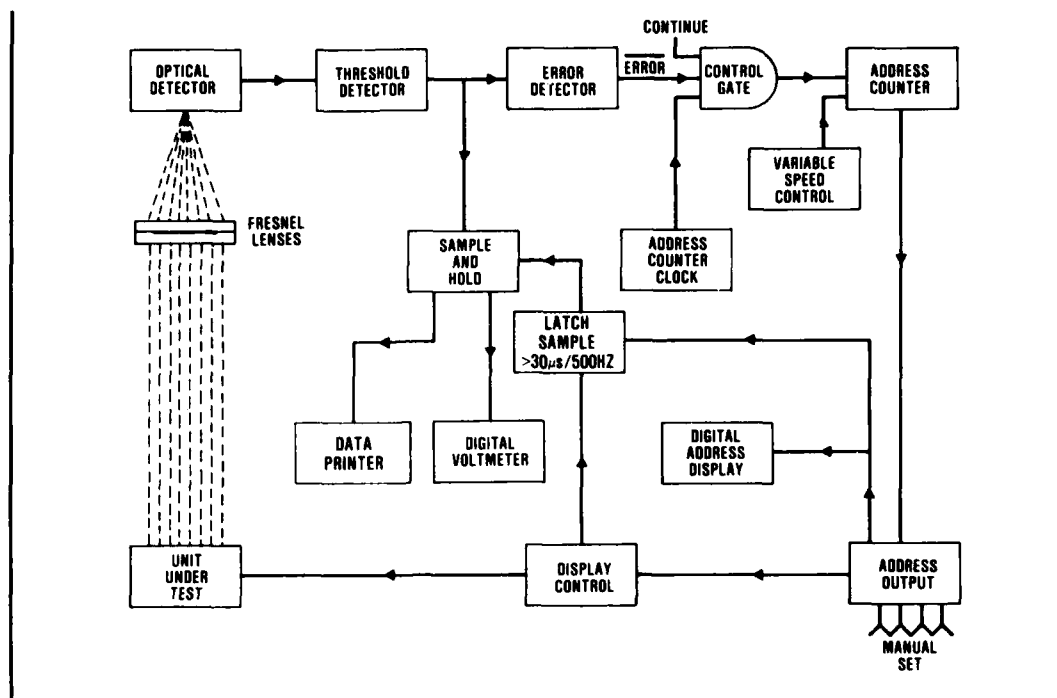 CONTINUE
OPTICAL
DETECTOR
THRESHOLD
DETECTOR
ERROR
DETECTOR
ERROR
CONTROL
GATE
ADDRESS
COUNTER
VARIABLE
SPEED
CONTROL
FRESNEL
LENSES
SAMPLE
AND
HOLD
ADDRESS
COUNTER
CLOCK
LATCH
SAMPLE
>30μs/500HZ
DATA
PRINTER
DIGITAL
VOLTMETER
DIGITAL
ADDRESS
DISPLAY
UNIT
UNDER
TEST
DISPLAY
CONTROL
ADDRESS
OUTPUT
MANUAL
SET